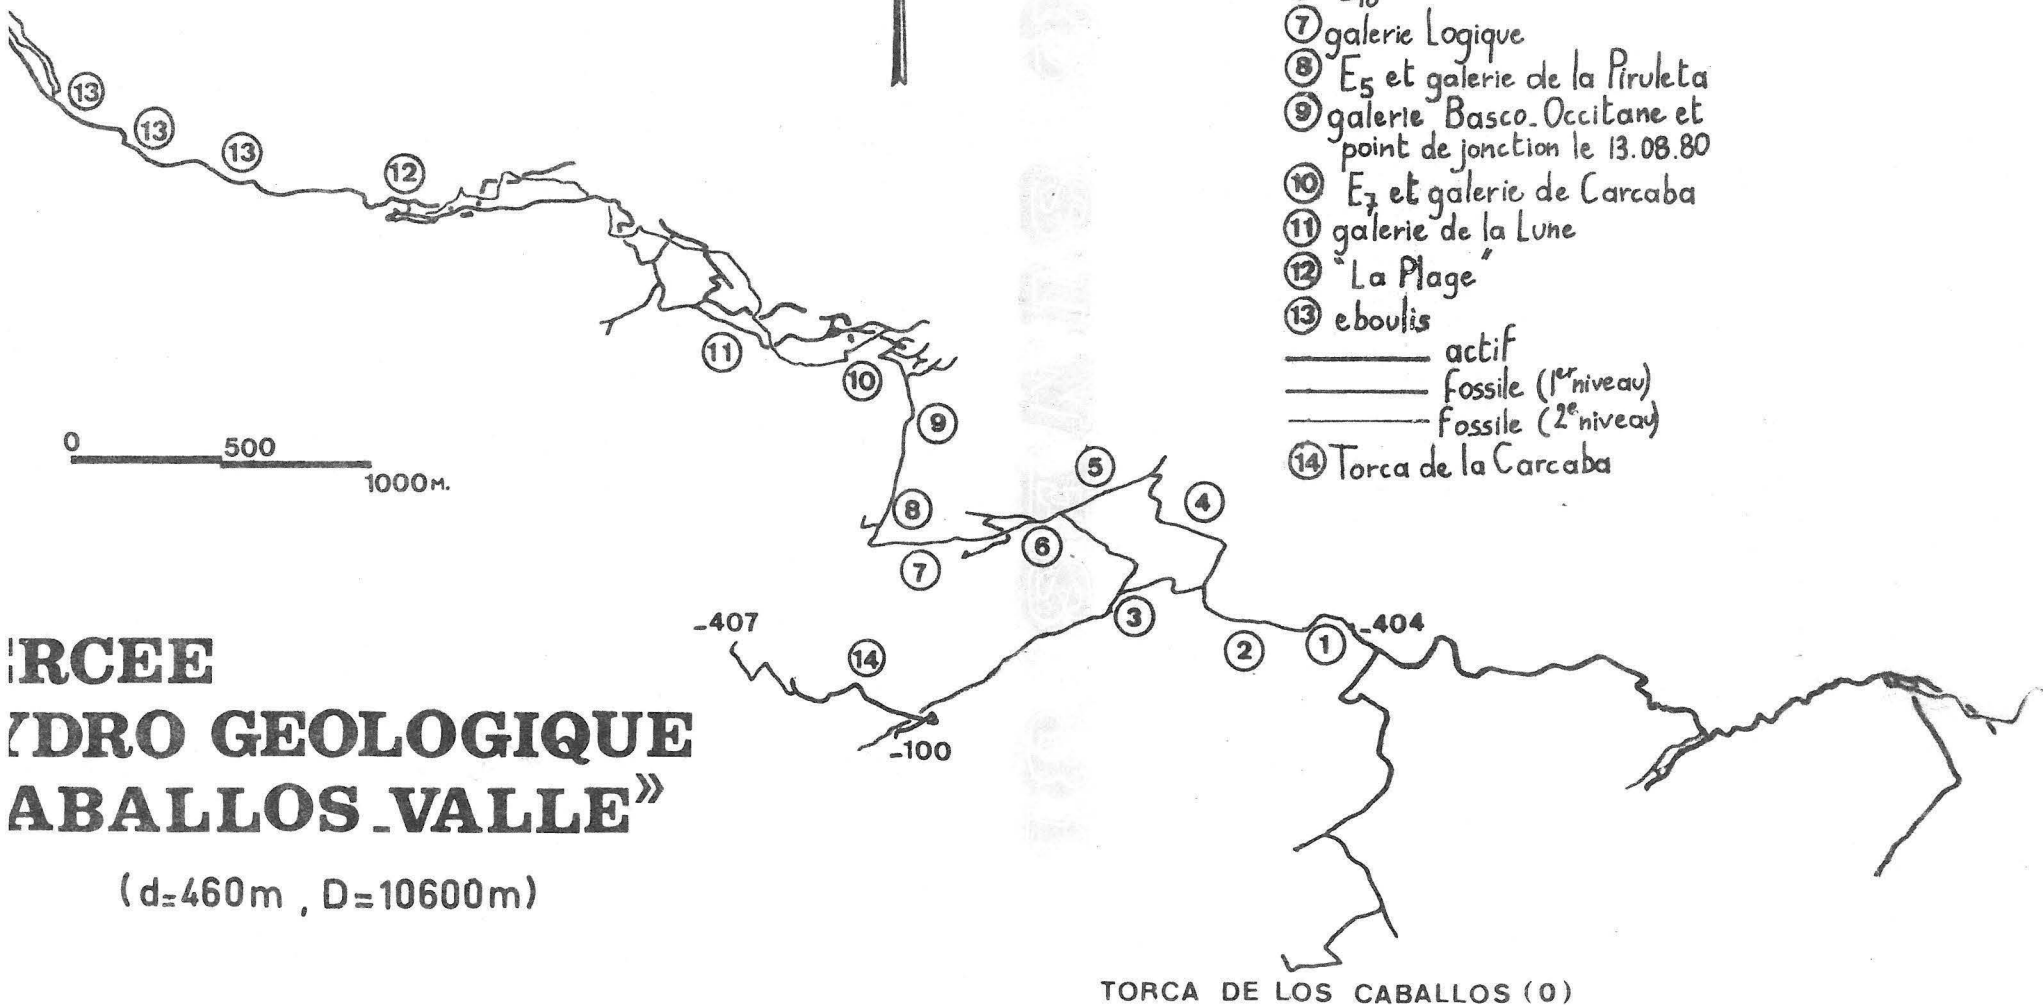 -10
⑦ galerie Logique
⑧ E5 et galerie de la Piruleta
⑨ galerie Basco-Occitane et
point de jonction le 13.08.80
⑩ E7 et galerie de Carcaba
⑪ galerie de la Lune
⑫ "La Plage"
⑬ eboulis
actif
fossile (1er niveau)
fossile (2e niveau)
⑭ Torca de la Carcaba
13
13
13
12
11
10
9
8
7
6
5
4
3
2
1
14
0 500
1000 M.
-407
-404
-100
RCEE
YDRO GEOLOGIQUE
ABALLOS-VALLE»
(d=460m, D=10600m)
TORCA DE LOS CABALLOS (0)